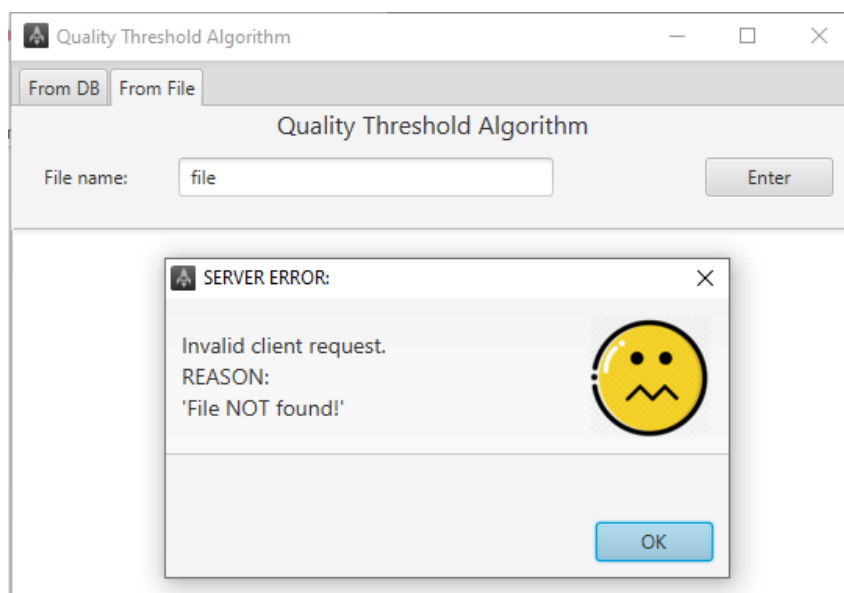 Quality Threshold Algorithm
From DB From File
Quality Threshold Algorithm
File name: file Enter
SERVER ERROR:
Invalid client request.
REASON:
'File NOT found!'
OK